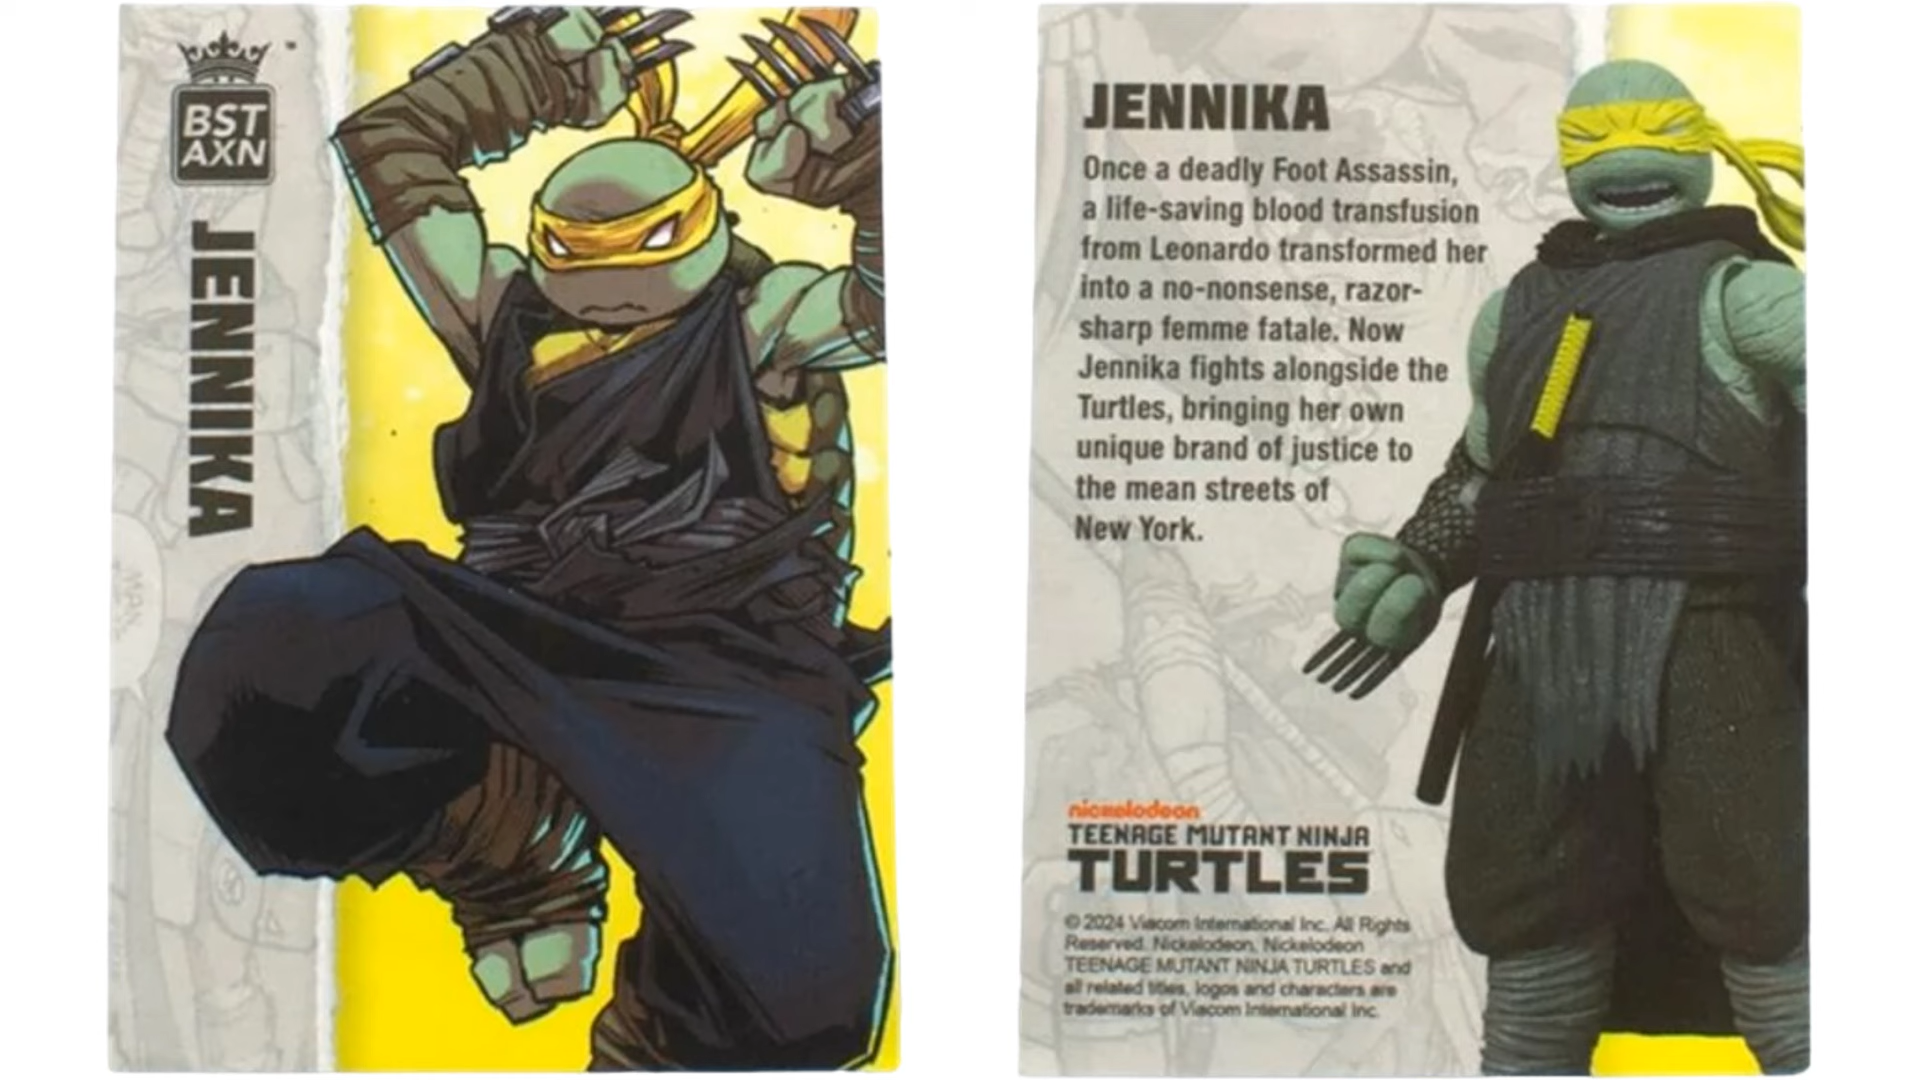 BST
AXN
™
JENNIKA
JENNIKA
Once a deadly Foot Assassin,
a life-saving blood transfusion
from Leonardo transformed her
into a no-nonsense, razor-
sharp femme fatale. Now
Jennika fights alongside the
Turtles, bringing her own
unique brand of justice to
the mean streets of
New York.
nickelodeon
TEENAGE MUTANT NINJA
TURTLES
© 2024 Viacom International Inc. All Rights
Reserved. Nickelodeon, Nickelodeon
TEENAGE MUTANT NINJA TURTLES and
all related titles, logos and characters are
trademarks of Viacom International Inc.